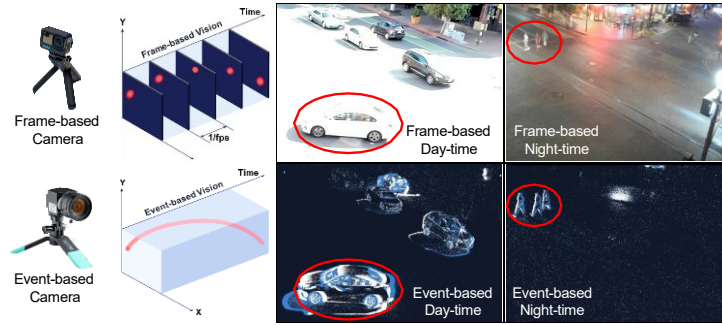 Y
Time
Frame-based Vision
1/fps
Frame-based
Camera
Frame-based
Day-time
Frame-based
Night-time
Y
Time
Event-based Vision
X
Event-based
Camera
Event-based
Day-time
Event-based
Night-time